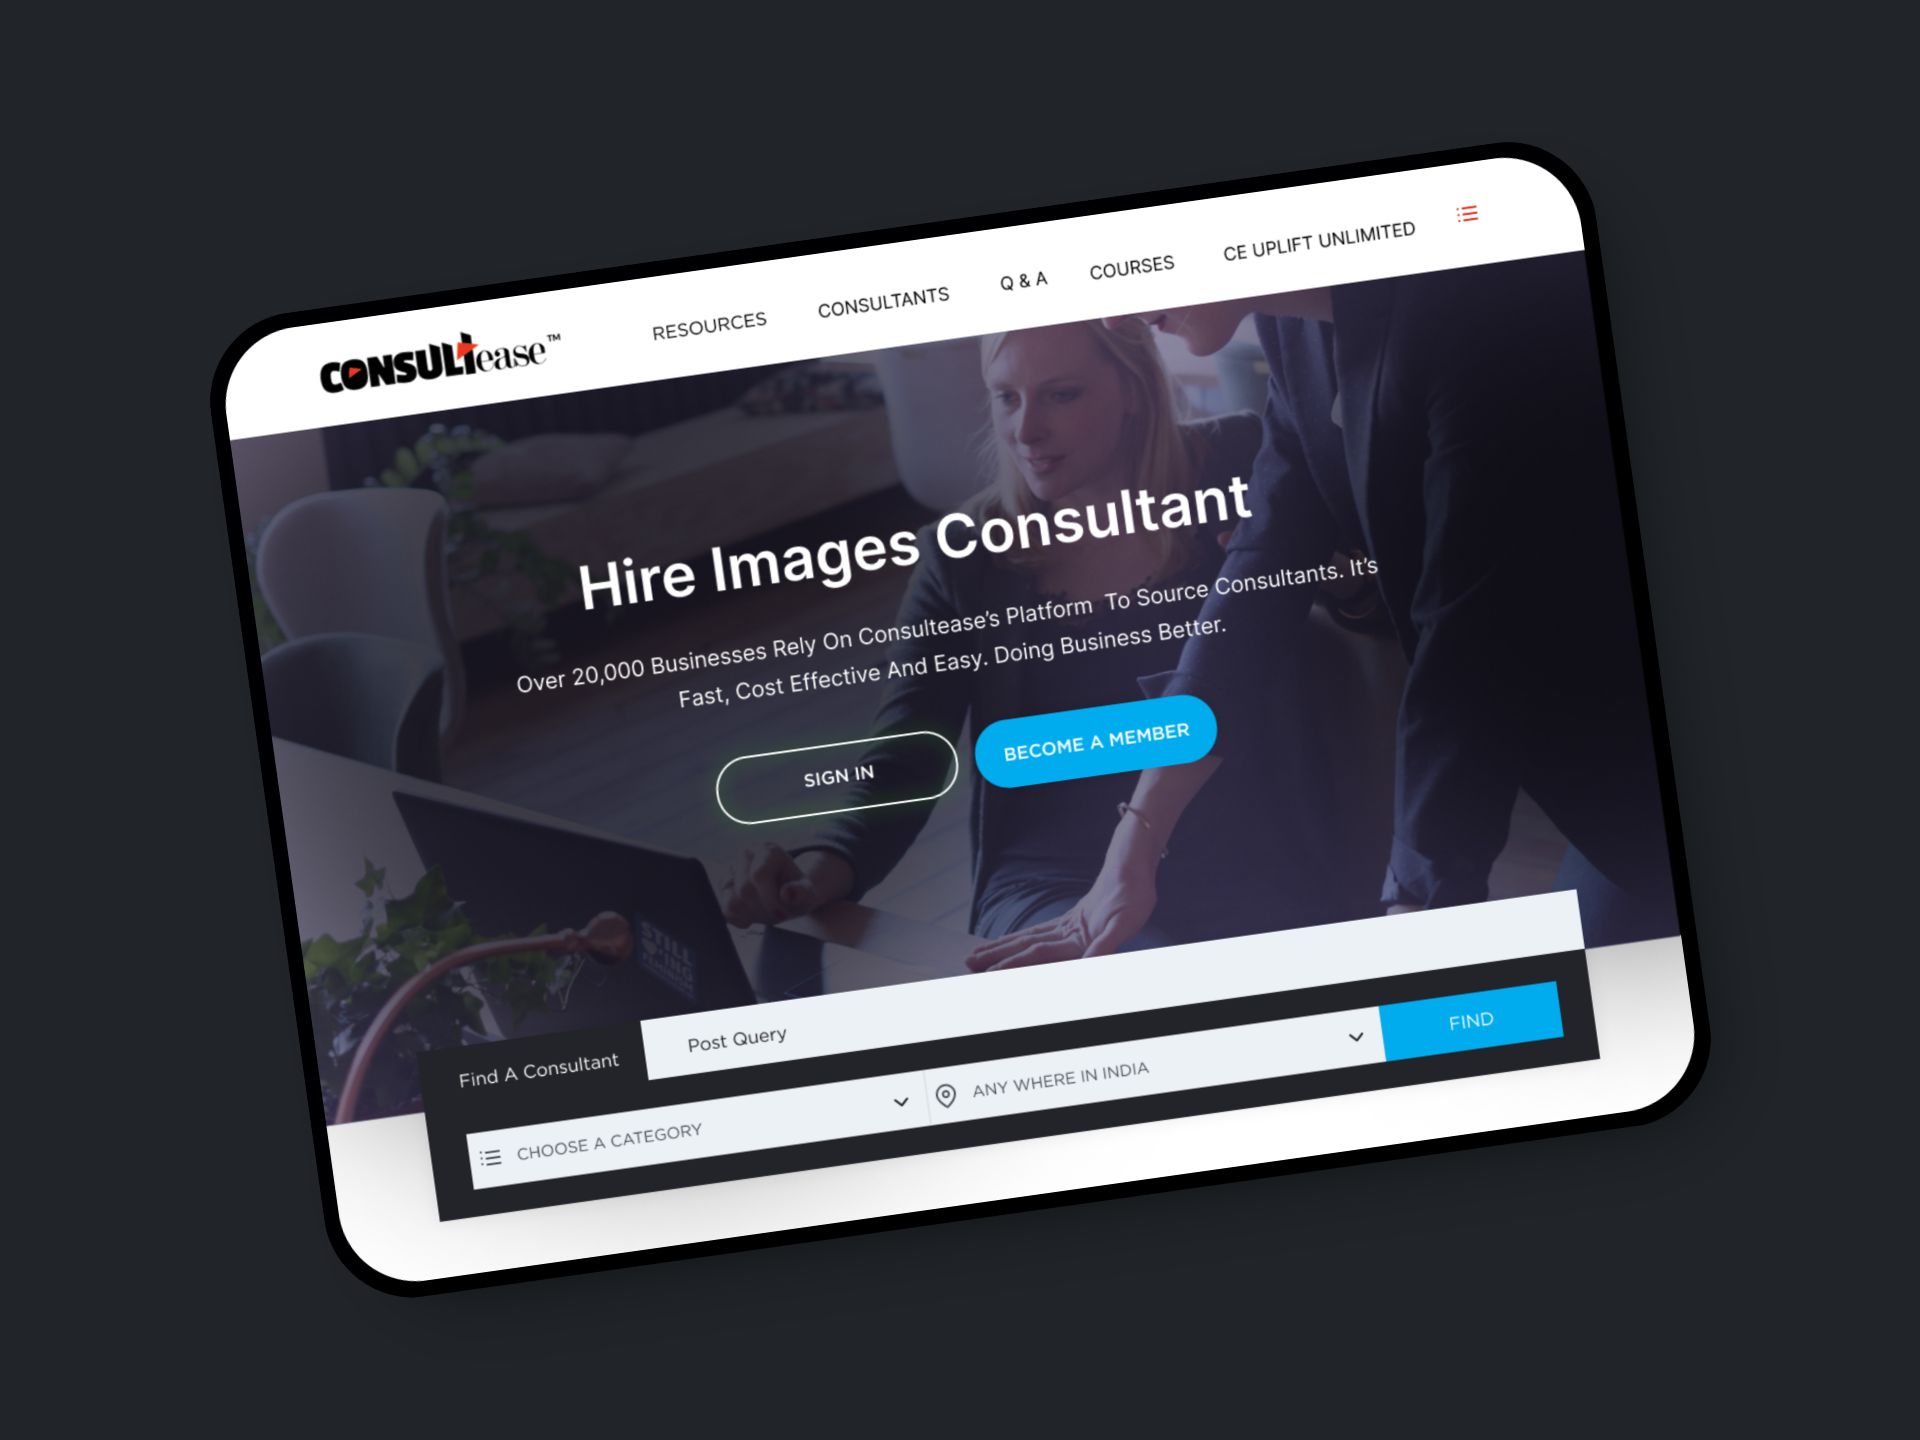 CONSULTease™
RESOURCES
CONSULTANTS
Q & A
COURSES
CE UPLIFT UNLIMITED
Hire Images Consultant
Over 20,000 Businesses Rely On Consultease’s Platform To Source Consultants. It’s
Fast, Cost Effective And Easy. Doing Business Better.
SIGN IN
BECOME A MEMBER
STILL
Find A Consultant
Post Query
CHOOSE A CATEGORY
ANY WHERE IN INDIA
FIND